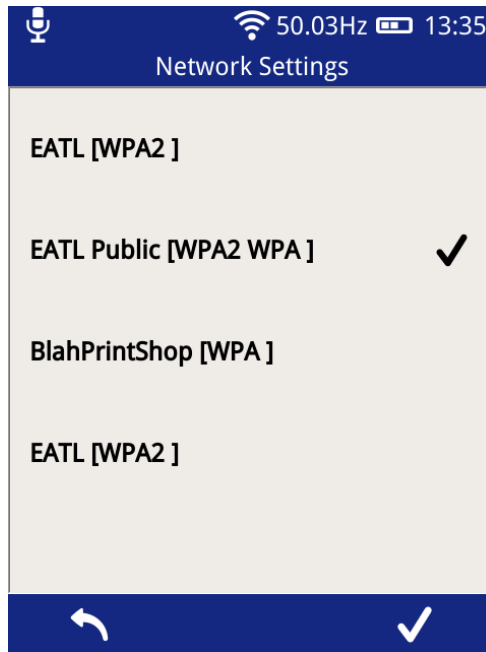 50.03Hz 13:35
Network Settings
EATL [WPA2 ]
EATL Public [WPA2 WPA ]
BlahPrintShop [WPA ]
EATL [WPA2 ]